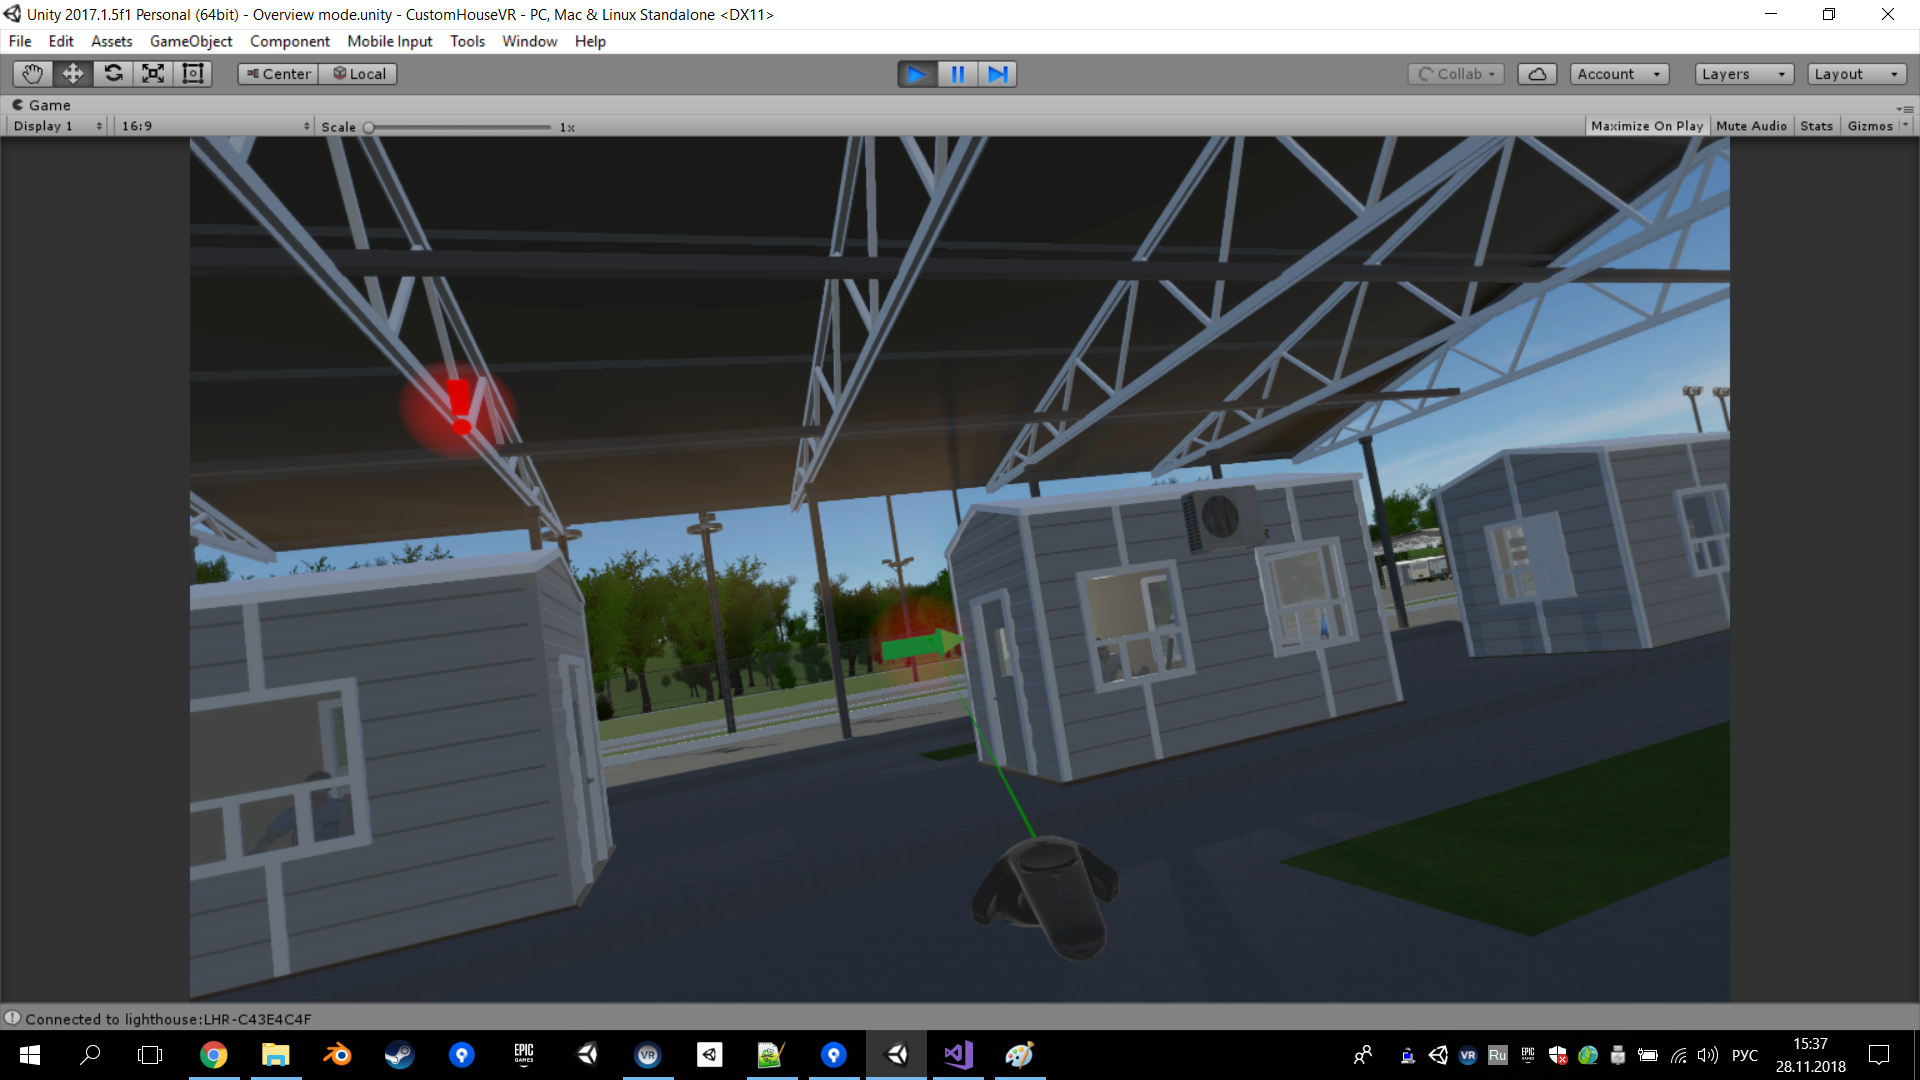 Unity 2017.1.5f1 Personal (64bit) - Overview mode.unity - CustomHouseVR - PC, Mac & Linux Standalone <DX11>
File Edit Assets GameObject Component Mobile Input Tools Window Help
Center Local Collab Account Layers Layout
Game
Display 1 16:9 Scale 1x Maximize On Play Mute Audio Stats Gizmos
Connected to lighthouse:LHR-C43E4C4F
EPIC GAMES VR VR Ru EPIC GAMES РУС 15:37
28.11.2018